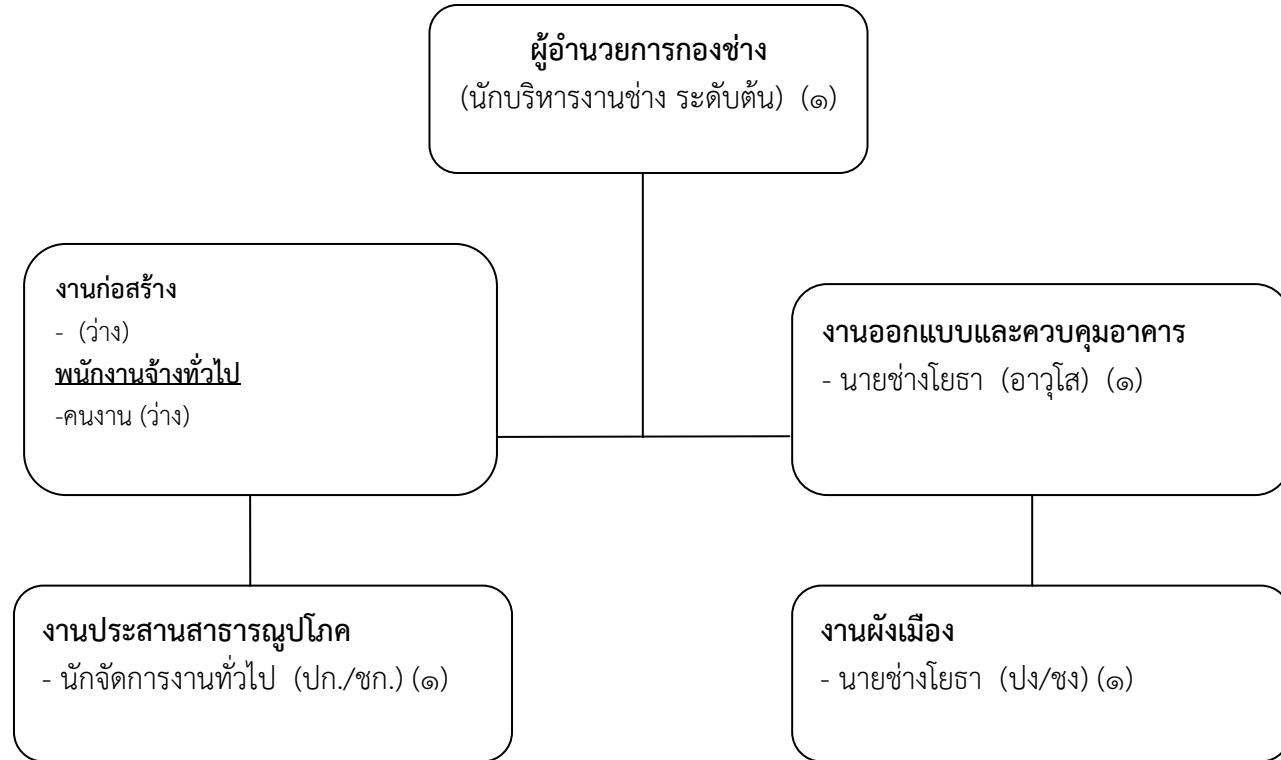 ผู้อำนวยการกองช่าง
(นักบริหารงานช่าง ระดับต้น) (๑)
งานก่อสร้าง
- (ว่าง)
พนักงานจ้างทั่วไป
-คนงาน (ว่าง)
งานออกแบบและควบคุมอาคาร
- นายช่างโยธา (อาวุโส) (๑)
งานประสานสาธารณูปโภค
- นักจัดการงานทั่วไป (ปก./ชก.) (๑)
งานผังเมือง
- นายช่างโยธา (ปง/ชง) (๑)